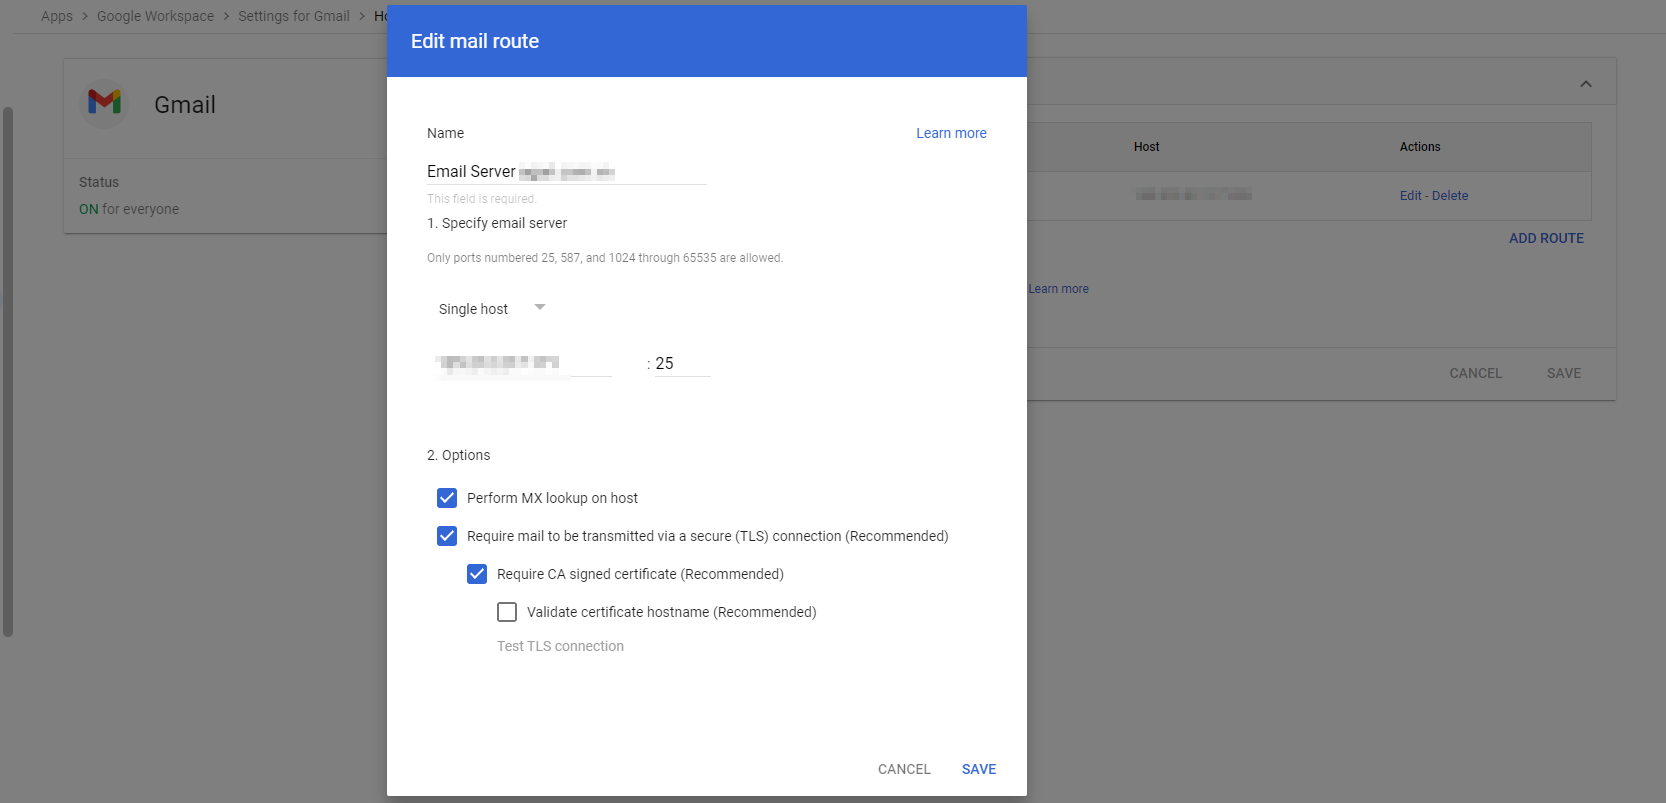 Apps > Google Workspace > Settings for Gmail >
Gmail
Status
ON for everyone
Edit mail route
Name
Learn more
Email Server
This field is required.
1. Specify email server
Only ports numbered 25, 587, and 1024 through 65535 are allowed.
Single host
: 25
2. Options
Perform MX lookup on host
Require mail to be transmitted via a secure (TLS) connection (Recommended)
Require CA signed certificate (Recommended)
Validate certificate hostname (Recommended)
Test TLS connection
CANCEL SAVE
Host Actions
Edit - Delete
ADD ROUTE
Learn more
CANCEL SAVE